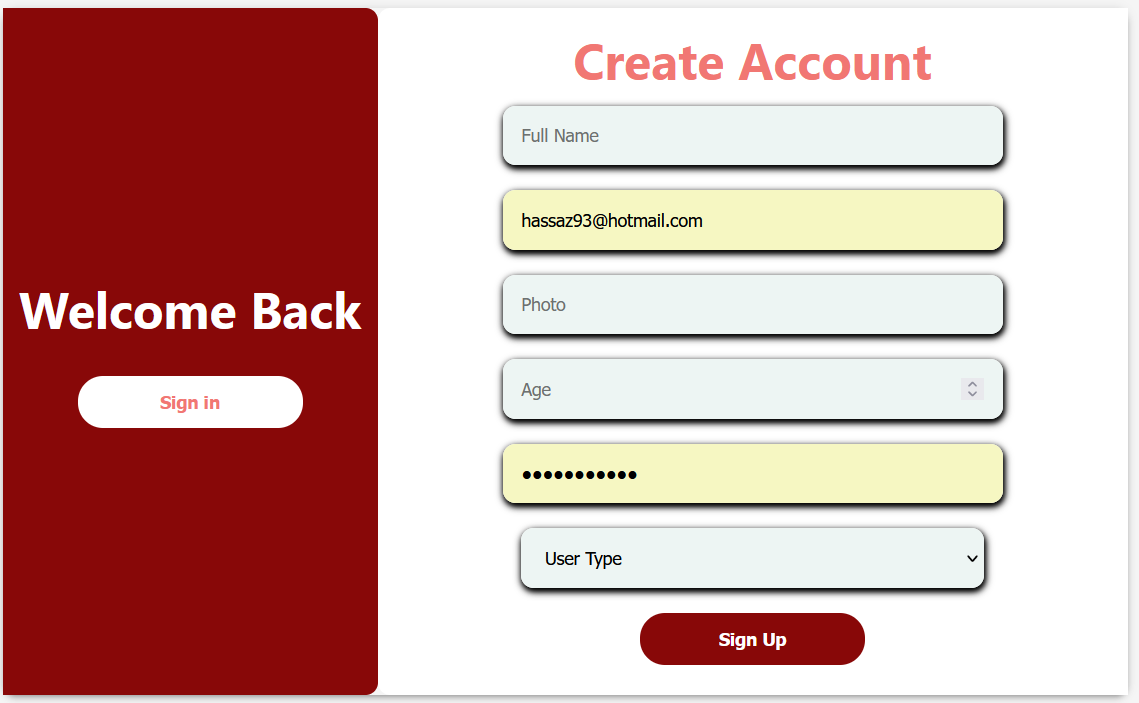 Welcome Back
Sign in
Create Account
Full Name
hassaz93@hotmail.com
Photo
Age
●●●●●●●●●●●
User Type
Sign Up